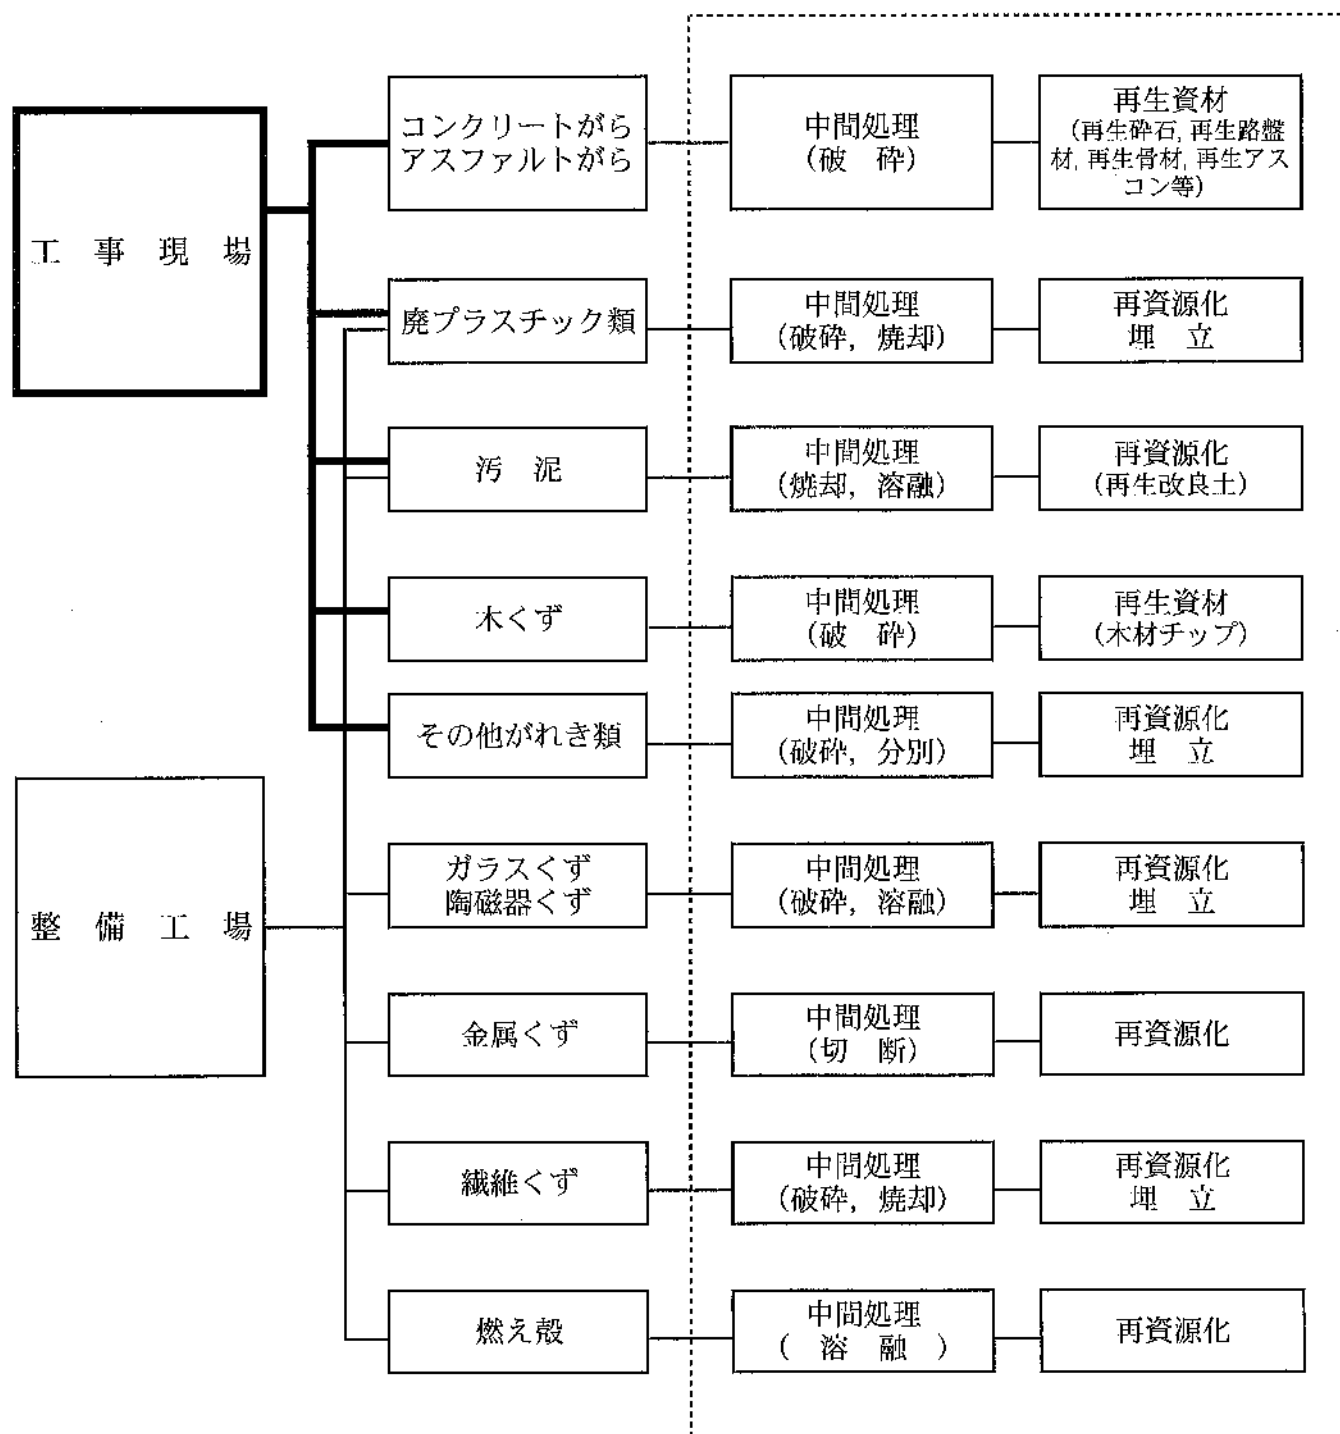 工事現場
コンクリートがら
アスファルトがら
中間処理
(破　砕)
再生資材
(再生砕石, 再生路盤
材, 再生骨材, 再生アス
コン等)
廃プラスチック類
中間処理
(破砕, 焼却)
再資源化
埋　立
汚　泥
中間処理
(焼却, 溶融)
再資源化
(再生改良土)
木くず
中間処理
(破　砕)
再生資材
(木材チップ)
その他がれき類
中間処理
(破砕, 分別)
再資源化
埋　立
整備工場
ガラスくず
陶磁器くず
中間処理
(破砕, 溶融)
再資源化
埋　立
金属くず
中間処理
(切　断)
再資源化
繊維くず
中間処理
(破砕, 焼却)
再資源化
埋　立
燃え殻
中間処理
(　溶　融　)
再資源化